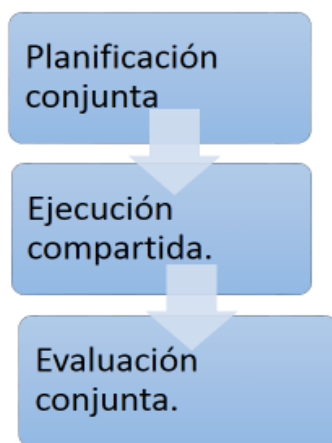 Planificación
conjunta
Ejecución
compartida.
Evaluación
conjunta.